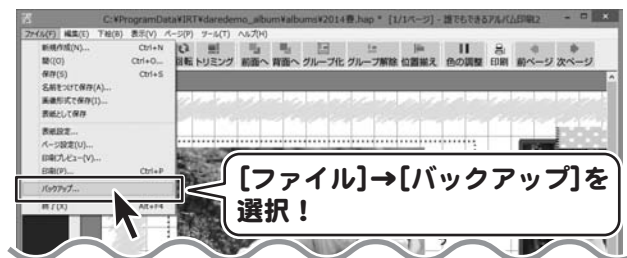 C:¥ProgramData¥IRT¥daredemo_album¥albums¥2014春.hap * [1/1ページ] - 誰でもできるアルバム印刷2
ファイル(F) 編集(E) 下絵(B) 表示(V) ページ(P) ツール(T) ヘルプ(H)
回転 トリミング 前面へ 背面へ グループ化 グループ解除 位置揃え 色の調整 印刷 前ページ 次ページ
新規作成(N)... Ctrl+N
開く(O) Ctrl+O...
保存(S) Ctrl+S
名前をつけて保存(A)...
画像形式で保存(I)...
表紙として保存
表紙設定...
ページ設定(U)...
印刷プレビュー(V)...
印刷(P)... Ctrl+P
バックアップ...
終了(X) Alt+F4
[ファイル]→[バックアップ]を
選択！